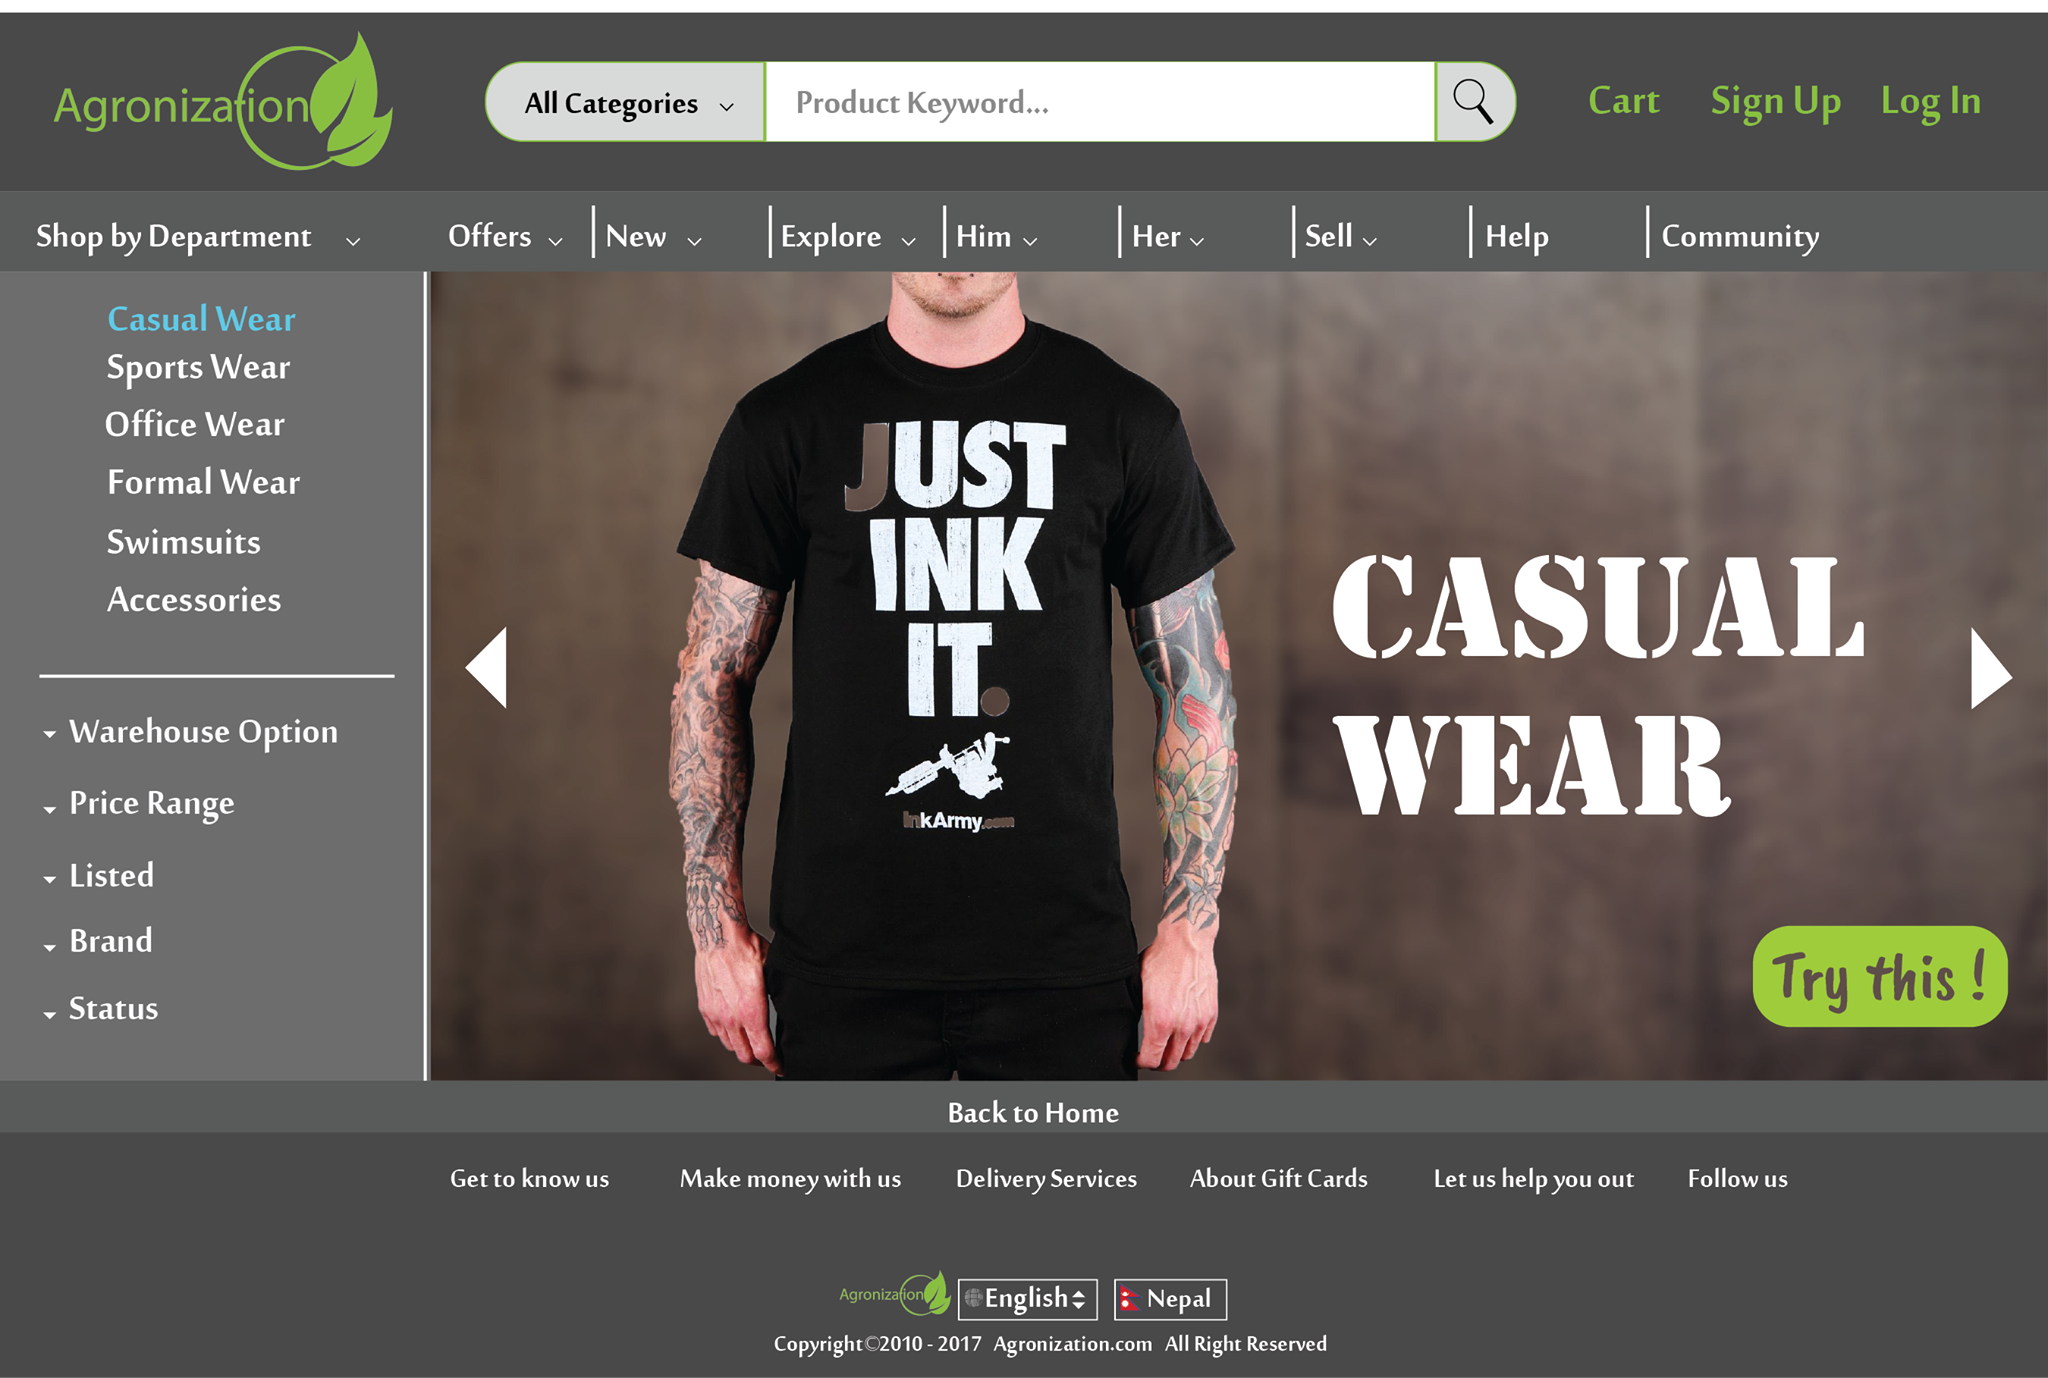 Agronization
All Categories
Product Keyword...
Cart Sign Up Log In
Shop by Department Offers New Explore Him Her Sell Help Community
Casual Wear
Sports Wear
Office Wear
Formal Wear
Swimsuits
Accessories
Warehouse Option
Price Range
Listed
Brand
Status
JUST
INK
IT.
InkArmy.com
CASUAL
WEAR
Try this !
Back to Home
Get to know us Make money with us Delivery Services About Gift Cards Let us help you out Follow us
Agronization English Nepal
Copyright©2010 - 2017 Agronization.com All Right Reserved